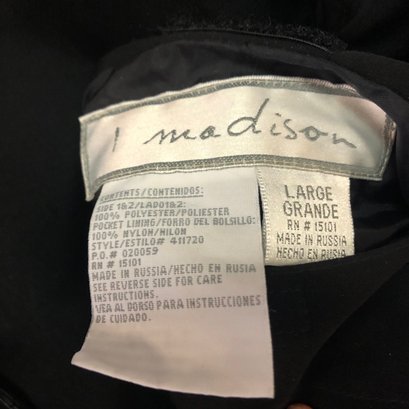 J madison
CONTENTS/CONTENIDOS:
SIDE 1&2/LADO1&2:
100% POLYESTER/POLIESTER
POCKET LINING/FORRO DEL BOLSILLO:
100% NYLON/NILON
STYLE/ESTILO# 411720
P.O.# 020059
RN # 15101
MADE IN RUSSIA/HECHO EN RUSIA
SEE REVERSE SIDE FOR CARE
INSTRUCTIONS.
VEA AL DORSO PARA INSTRUCCIONES
DE CUIDADO.
LARGE
GRANDE
RN # 15101
MADE IN RUSSIA
HECHO EN RUSIA